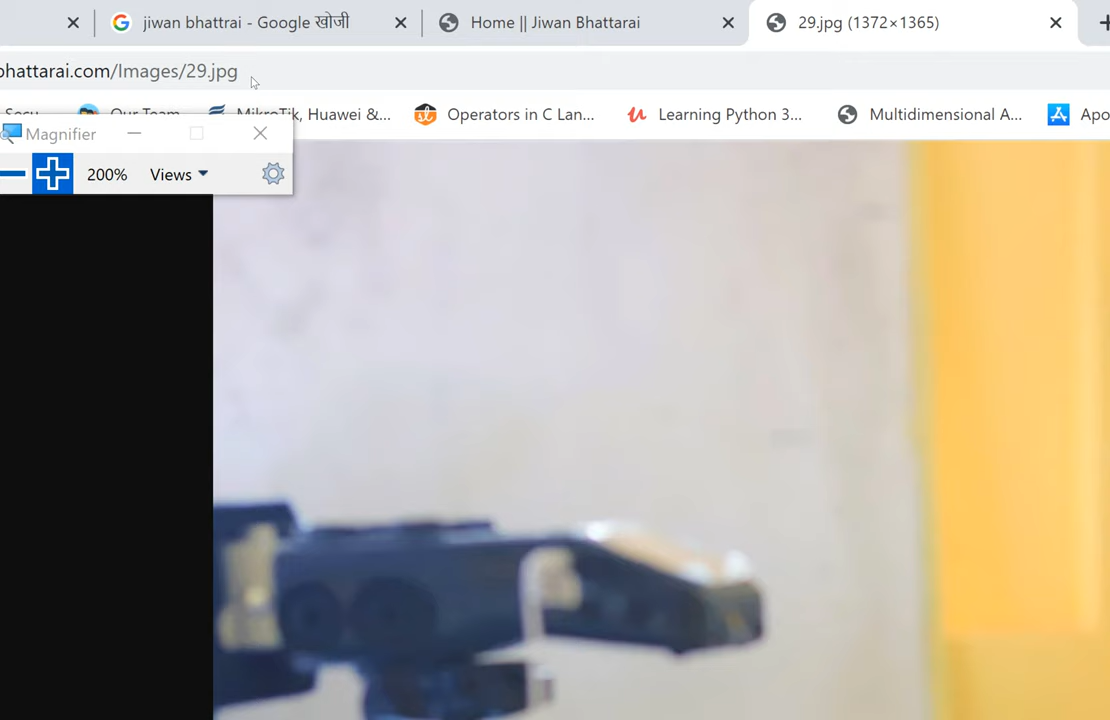 jiwan bhattrai - Google खोजी
Home || Jiwan Bhattarai
29.jpg (1372×1365)
bhattarai.com/Images/29.jpg
Our Team
MikroTik, Huawei &...
Operators in C Lan...
Learning Python 3...
Multidimensional A...
Apo
Magnifier
200%
Views